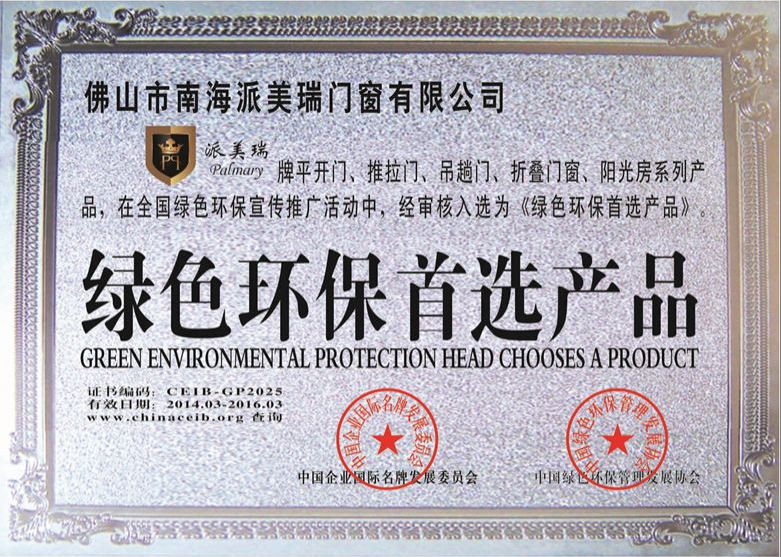 佛山市南海派美瑞门窗有限公司
PP
派美瑞
Palmary
牌平开门、推拉门、吊趟门、折叠门窗、阳光房系列产
品，在全国绿色环保宣传推广活动中，经审核入选为《绿色环保首选产品》。
绿色环保首选产品
GREEN ENVIRONMENTAL PROTECTION HEAD CHOOSES A PRODUCT
证书编码：CEIB-GP2025
有效日期：2014.03-2016.03
www.chinaceib.org 查询
中国企业国际名牌发展委员会
中国绿色环保管理发展协会
中国企业国际名牌发展委员会
中国绿色环保管理发展协会